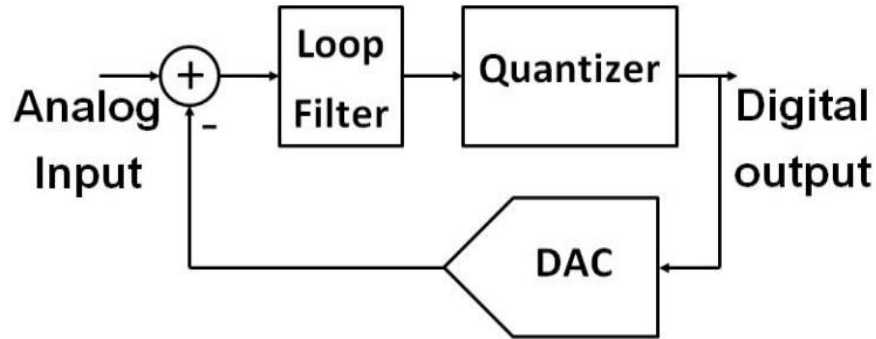 Analog
Input
+
-
Loop
Filter
Quantizer
Digital
output
DAC